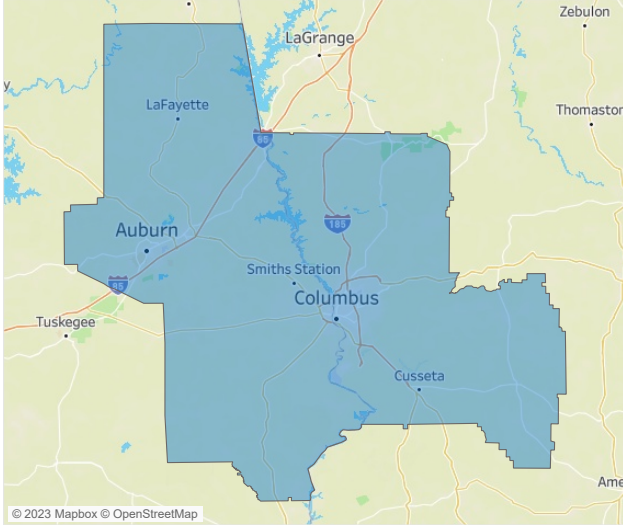 Zebulon
LaGrange
LaFayette
Thomaston
85
185
Auburn
Smiths Station
85
Columbus
Tuskegee
Cusseta
Ame
© 2023 Mapbox © OpenStreetMap